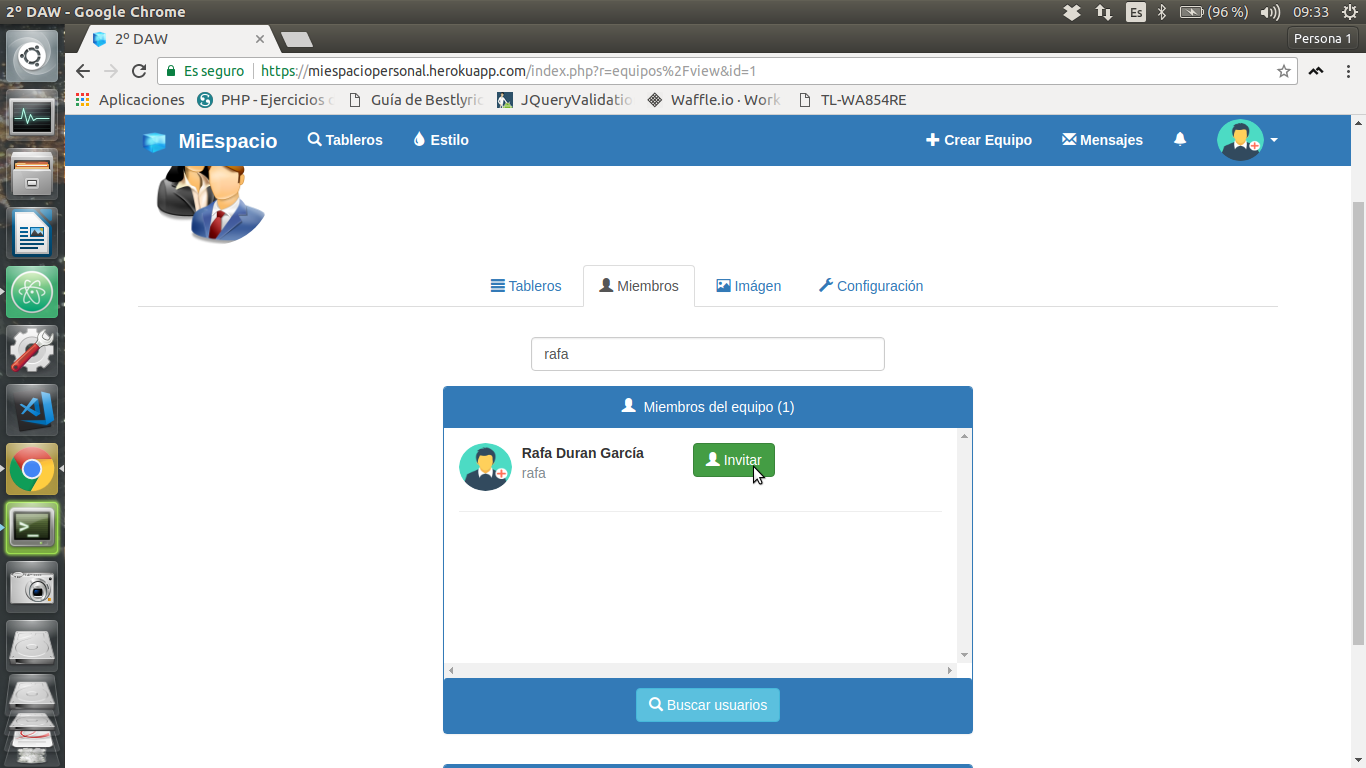 2º DAW - Google Chrome
Es
(96 %)
09:33
2º DAW
Persona 1
Es seguro
https://miespaciopersonal.herokuapp.com/index.php?r=equipos%2Fview&id=1
Aplicaciones
PHP - Ejercicios
Guía de Bestlyric
JQueryValidatio
Waffle.io · Work
TL-WA854RE
MiEspacio
Tableros
Estilo
Crear Equipo
Mensajes
Tableros
Miembros
Imágen
Configuración
rafa
Miembros del equipo (1)
Rafa Duran García
Invitar
rafa
Buscar usuarios